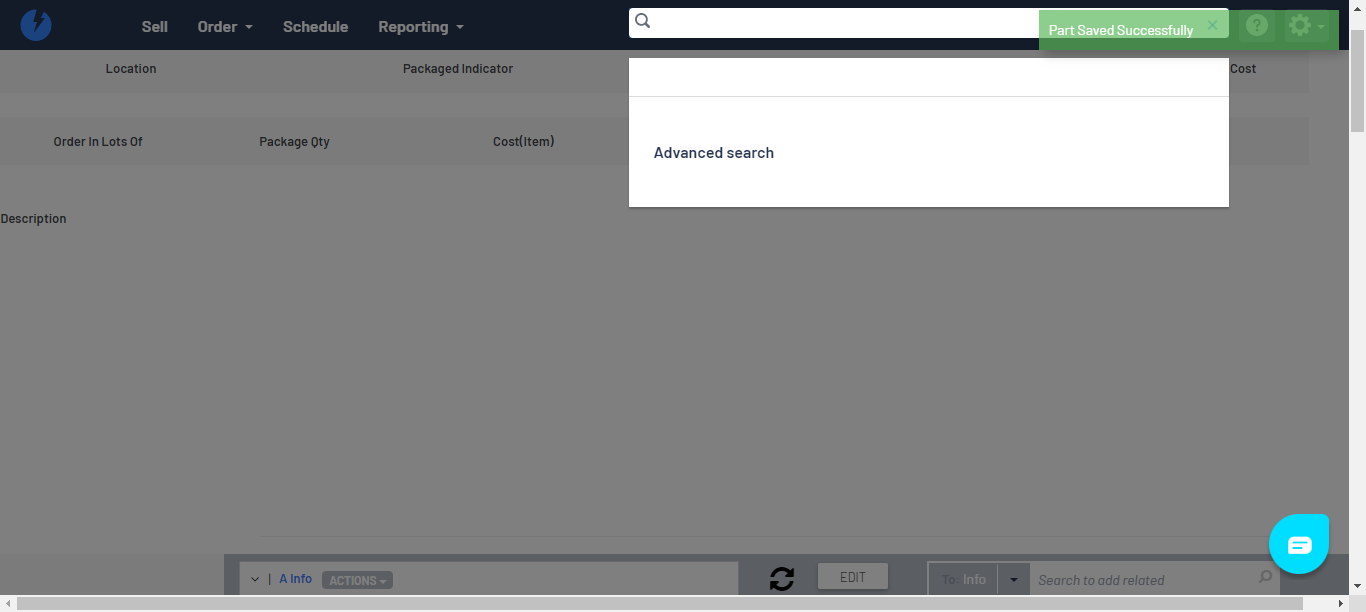 Sell Order Schedule Reporting
Part Saved Successfully
Location Packaged Indicator Cost
Order In Lots Of Package Qty Cost(Item)
Advanced search
Description
A Info ACTIONS EDIT To: Info Search to add related